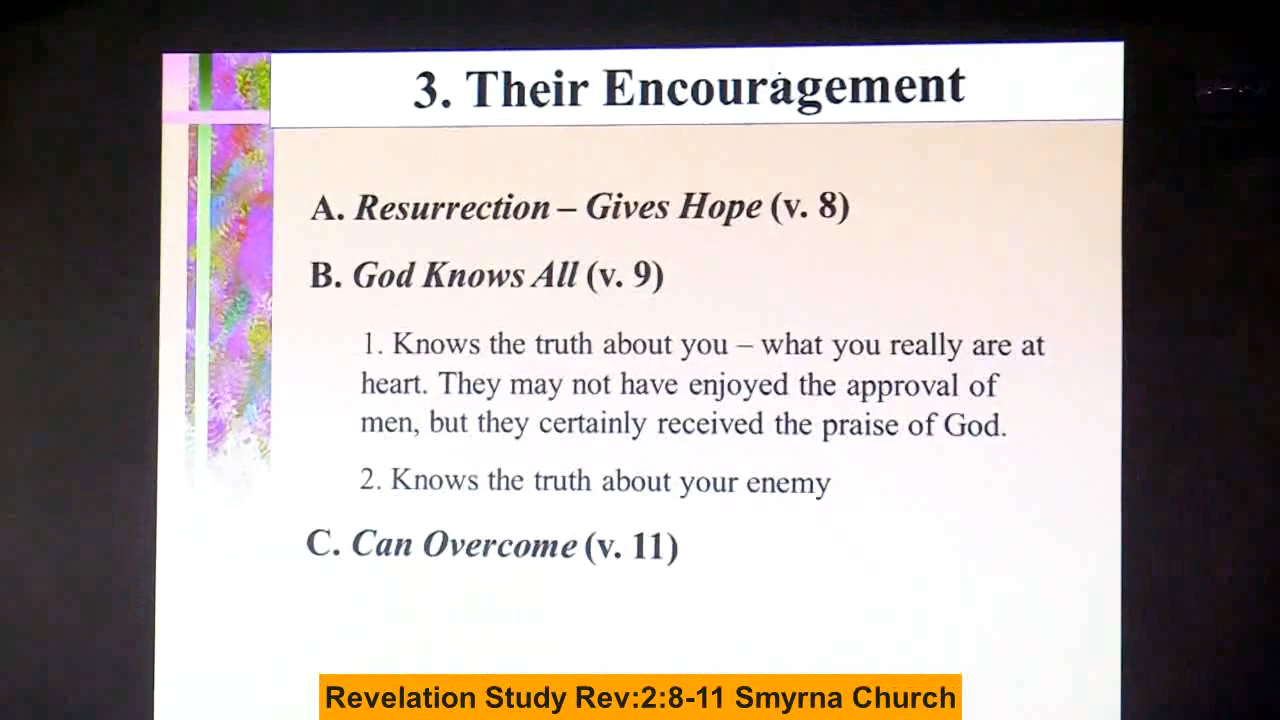 3. Their Encouragement
A. Resurrection – Gives Hope (v. 8)
B. God Knows All (v. 9)
1. Knows the truth about you – what you really are at
heart. They may not have enjoyed the approval of
men, but they certainly received the praise of God.
2. Knows the truth about your enemy
C. Can Overcome (v. 11)
Revelation Study Rev:2:8-11 Smyrna Church